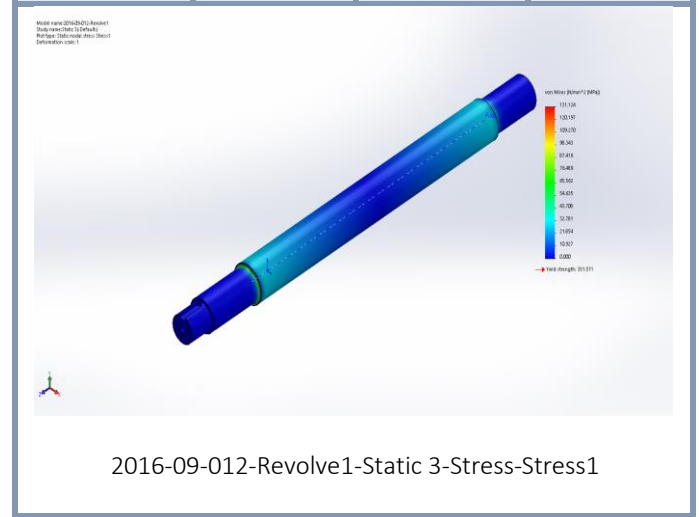 Model name:2016-09-012-Revolve1
Study name:Static 3(-Default-)
Plot type: Static nodal stress Stress1
Deformation scale: 1
von Mises (N/mm^2 (MPa))
131.124
120.197
109.270
98.343
87.416
76.489
65.562
54.635
43.708
32.781
21.854
10.927
0.000
Yield strength:
2016-09-012-Revolve1-Static 3-Stress-Stress1